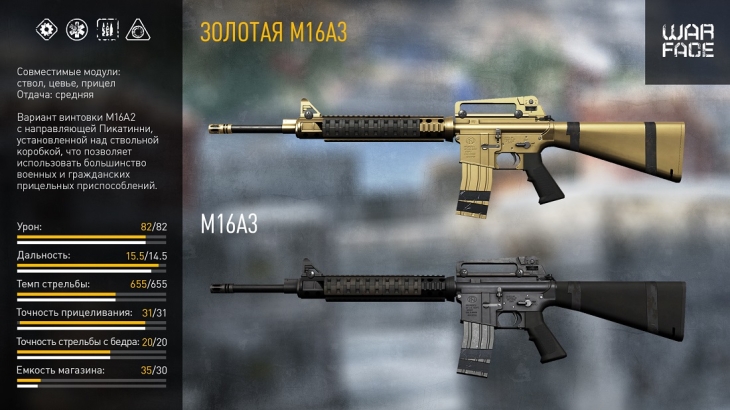 ЗОЛОТАЯ M16A3
WAR
FACE
Совместимые модули:
ствол, цевье, прицел
Отдача: средняя
Вариант винтовки M16A2
с направляющей Пикатинни,
установленной над ствольной
коробкой, что позволяет
использовать большинство
военных и гражданских
прицельных приспособлений.
M16A3
Урон: 82/82
Дальность: 15.5/14.5
Темп стрельбы: 655/655
Точность прицеливания: 31/31
Точность стрельбы с бедра: 20/20
Емкость магазина: 35/30